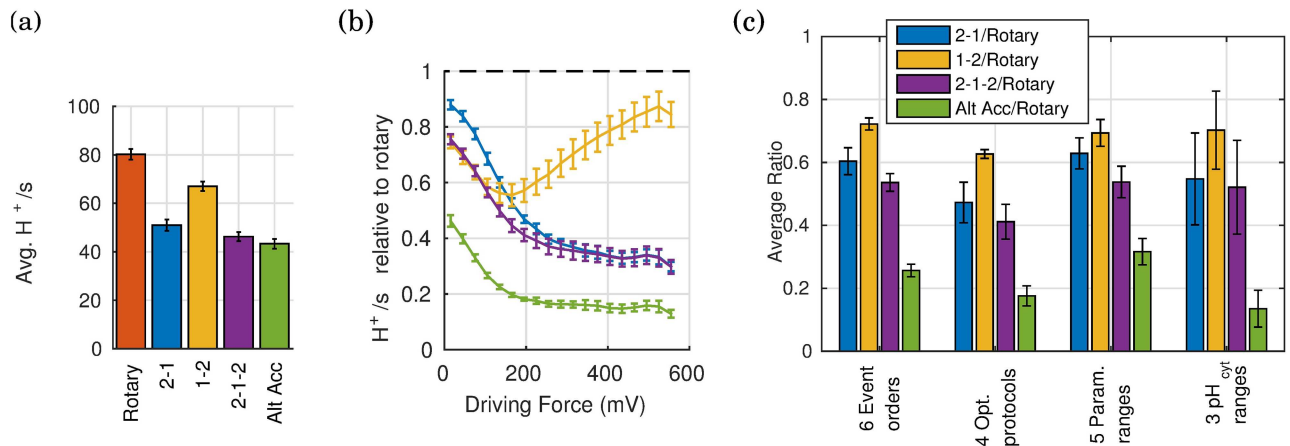 (a)
Avg. H⁺/s
100
80
60
40
20
0
Rotary
2-1
1-2
2-1-2
Alt Acc
(b)
H⁺/s relative to rotary
1
0.8
0.6
0.4
0.2
0
0
200
400
600
Driving Force (mV)
(c)
2-1/Rotary
1-2/Rotary
2-1-2/Rotary
Alt Acc/Rotary
Average Ratio
1
0.8
0.6
0.4
0.2
0
6 Event
orders
4 Opt.
protocols
5 Param.
ranges
3 pH^cyt
ranges